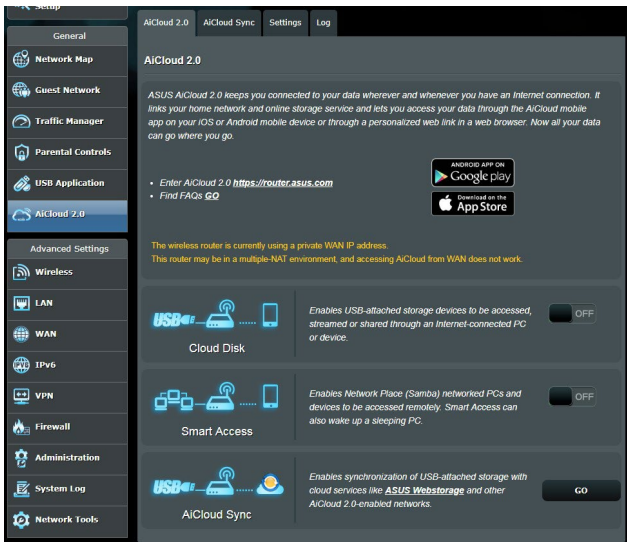 Setup
General
Network Map
Guest Network
Traffic Manager
Parental Controls
USB Application
AiCloud 2.0
Advanced Settings
Wireless
LAN
WAN
IPv6
VPN
Firewall
Administration
System Log
Network Tools
AiCloud 2.0 AiCloud Sync Settings Log
AiCloud 2.0
ASUS AiCloud 2.0 keeps you connected to your data wherever and whenever you have an Internet connection. It
links your home network and online storage service and lets you access your data through the AiCloud mobile
app on your iOS or Android mobile device or through a personalized web link in a web browser. Now all your data
can go where you go.
ANDROID APP ON
Google play
• Enter AiCloud 2.0 https://router.asus.com
• Find FAQs GO
Download on the
App Store
The wireless router is currently using a private WAN IP address.
This router may be in a multiple-NAT environment, and accessing AiCloud from WAN does not work.
USB
Cloud Disk
Enables USB-attached storage devices to be accessed,
streamed or shared through an Internet-connected PC
or device.
OFF
Smart Access
Enables Network Place (Samba) networked PCs and
devices to be accessed remotely. Smart Access can
also wake up a sleeping PC.
OFF
USB
AiCloud Sync
Enables synchronization of USB-attached storage with
cloud services like ASUS Webstorage and other
AiCloud 2.0-enabled networks.
GO